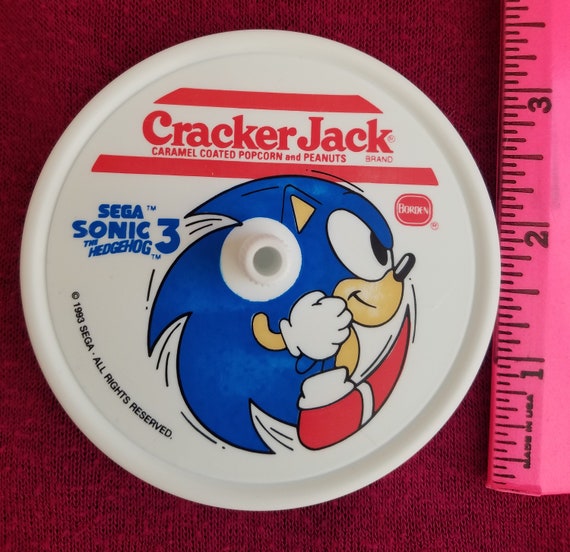 CrackerJack®
CARAMEL COATED POPCORN and PEANUTS BRAND
SEGA™
SONIC
THE
HEDGEHOG™ 3
BORDEN
®
© 1993 SEGA · ALL RIGHTS RESERVED.
3
2
1
MADE IN USA